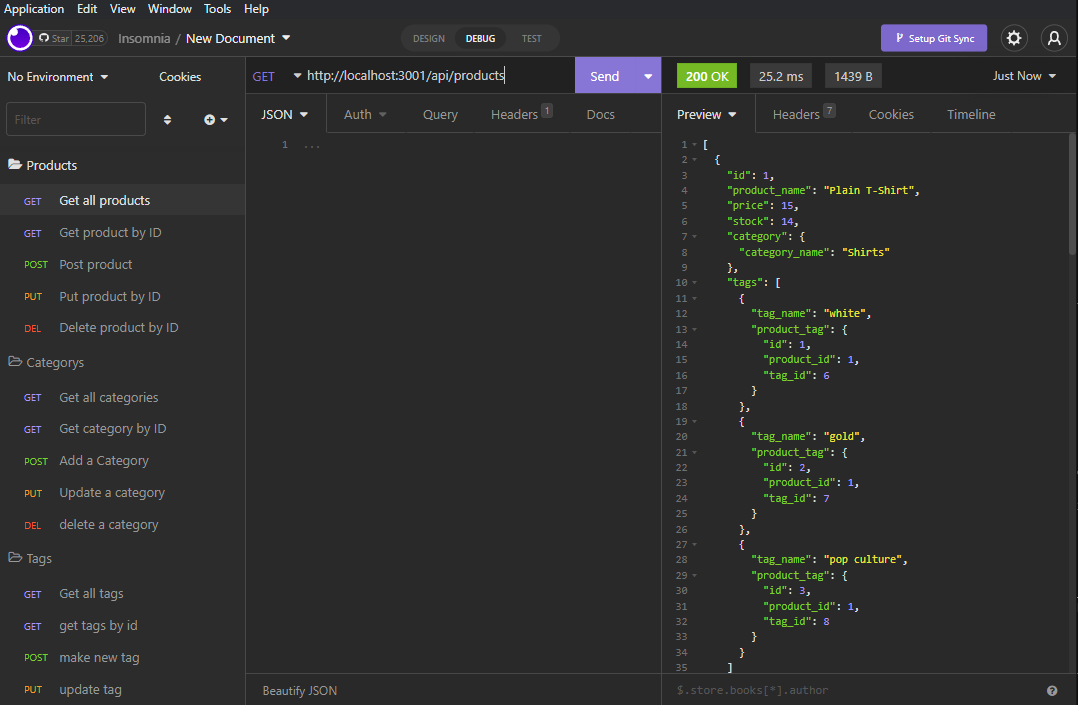 Application Edit View Window Tools Help
Star 25,206 Insomnia / New Document DESIGN DEBUG TEST Setup Git Sync
No Environment Cookies
Filter
Products
GET Get all products
GET Get product by ID
POST Post product
PUT Put product by ID
DEL Delete product by ID
Categorys
GET Get all categories
GET Get category by ID
POST Add a Category
PUT Update a category
DEL delete a category
Tags
GET Get all tags
GET get tags by id
POST make new tag
PUT update tag
GET http://localhost:3001/api/products Send
JSON Auth Query Headers 1 Docs
1 ...
Beautify JSON
200 OK 25.2 ms 1439 B Just Now
Preview Headers 7 Cookies Timeline
1 [
2 {
3 "id": 1,
4 "product_name": "Plain T-Shirt",
5 "price": 15,
6 "stock": 14,
7 "category": {
8 "category_name": "Shirts"
9 },
10 "tags": [
11 {
12 "tag_name": "white",
13 "product_tag": {
14 "id": 1,
15 "product_id": 1,
16 "tag_id": 6
17 }
18 },
19 {
20 "tag_name": "gold",
21 "product_tag": {
22 "id": 2,
23 "product_id": 1,
24 "tag_id": 7
25 }
26 },
27 {
28 "tag_name": "pop culture",
29 "product_tag": {
30 "id": 3,
31 "product_id": 1,
32 "tag_id": 8
33 }
34 }
35 ]
$.store.books[*].author